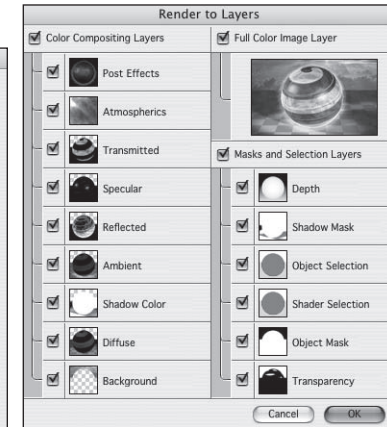 Render to Layers
Color Compositing Layers
Post Effects
Atmospherics
Transmitted
Specular
Reflected
Ambient
Shadow Color
Diffuse
Background
Full Color Image Layer
Masks and Selection Layers
Depth
Shadow Mask
Object Selection
Shader Selection
Object Mask
Transparency
Cancel
OK